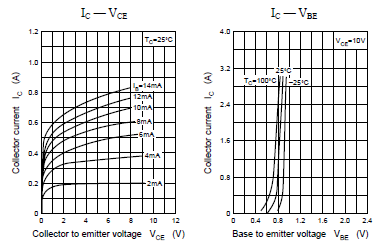 IC — VCE
TC=25°C
IB=14mA
12mA
10mA
8mA
6mA
4mA
2mA
1.2
1.0
0.8
0.6
0.4
0.2
0
0 2 4 6 8 10 12
Collector current IC (A)
Collector to emitter voltage VCE (V)
IC — VBE
VCE=10V
25°C
TC=100°C
–25°C
4.0
3.2
2.4
1.6
0.8
0
0 0.4 0.8 1.2 1.6 2.0 2.4
Collector current IC (A)
Base to emitter voltage VBE (V)